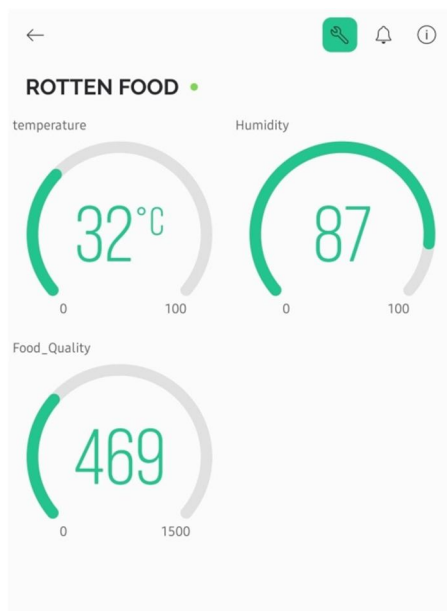 ROTTEN FOOD
temperature
Humidity
32°C
87
0
100
0
100
Food_Quality
469
0
1500